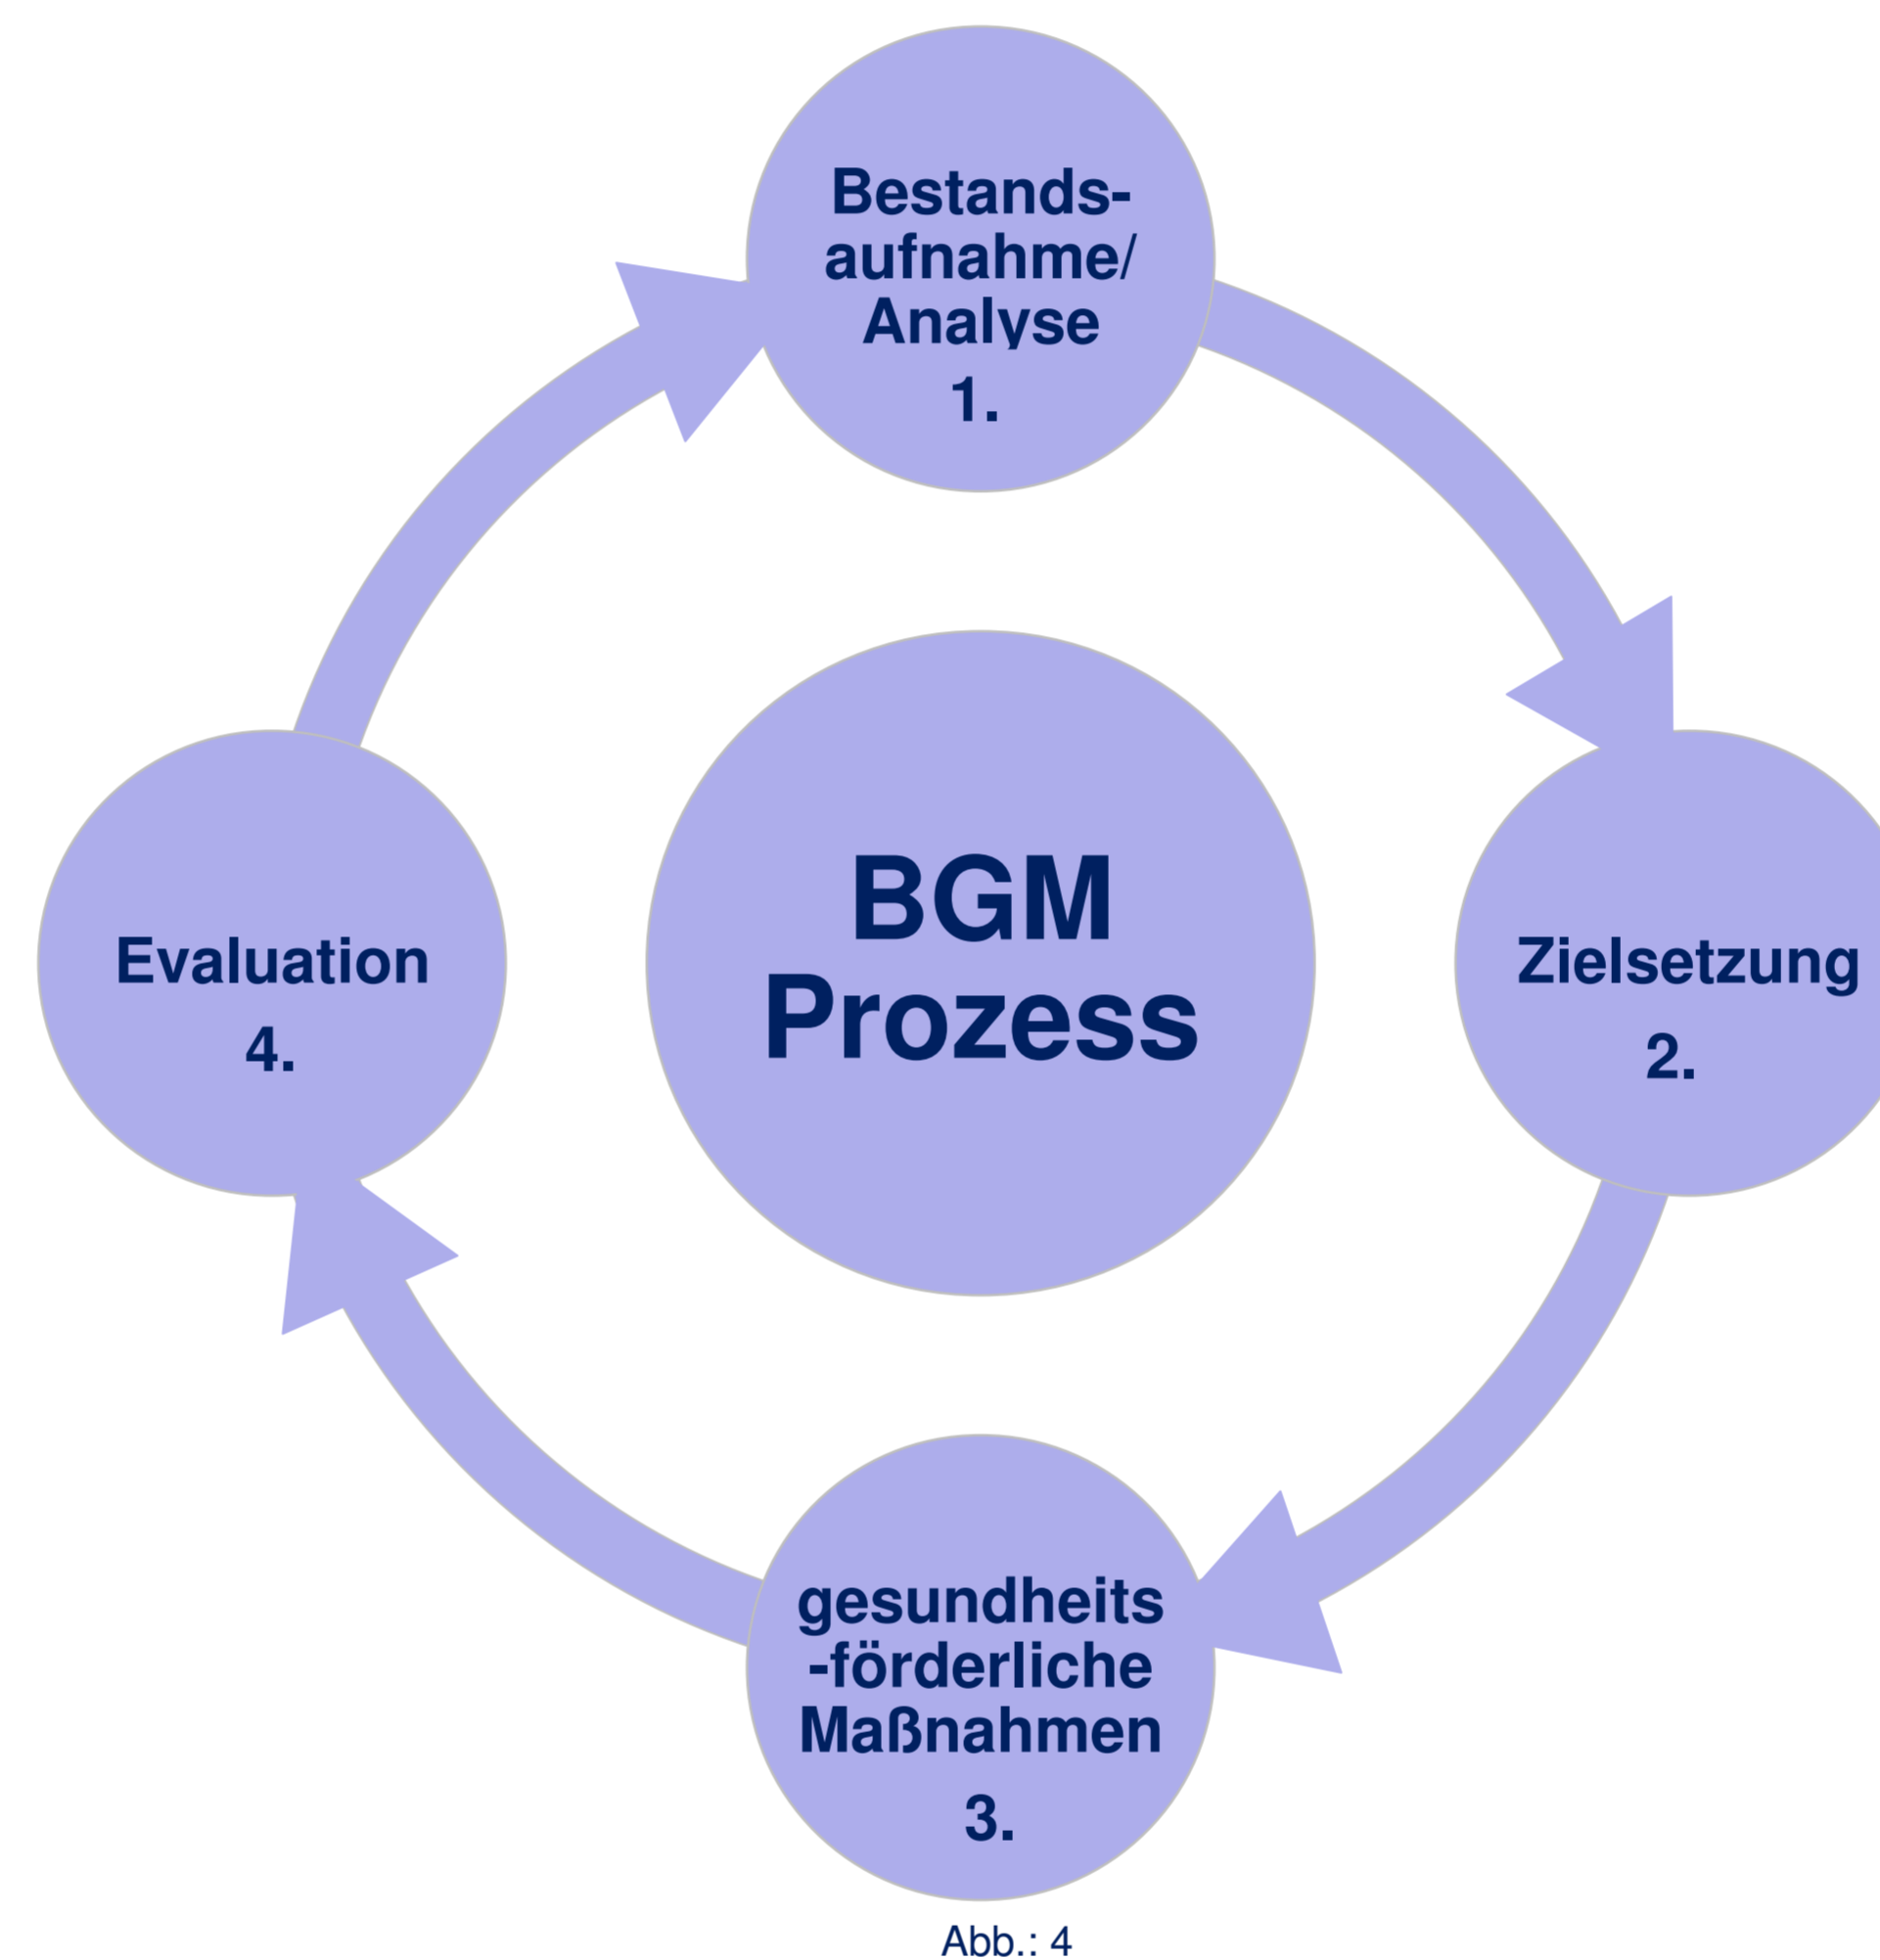 Bestands-
aufnahme/
Analyse
1.
BGM
Prozess
Evaluation
4.
Zielsetzung
2.
gesundheits
-förderliche
Maßnahmen
3.
Abb.: 4